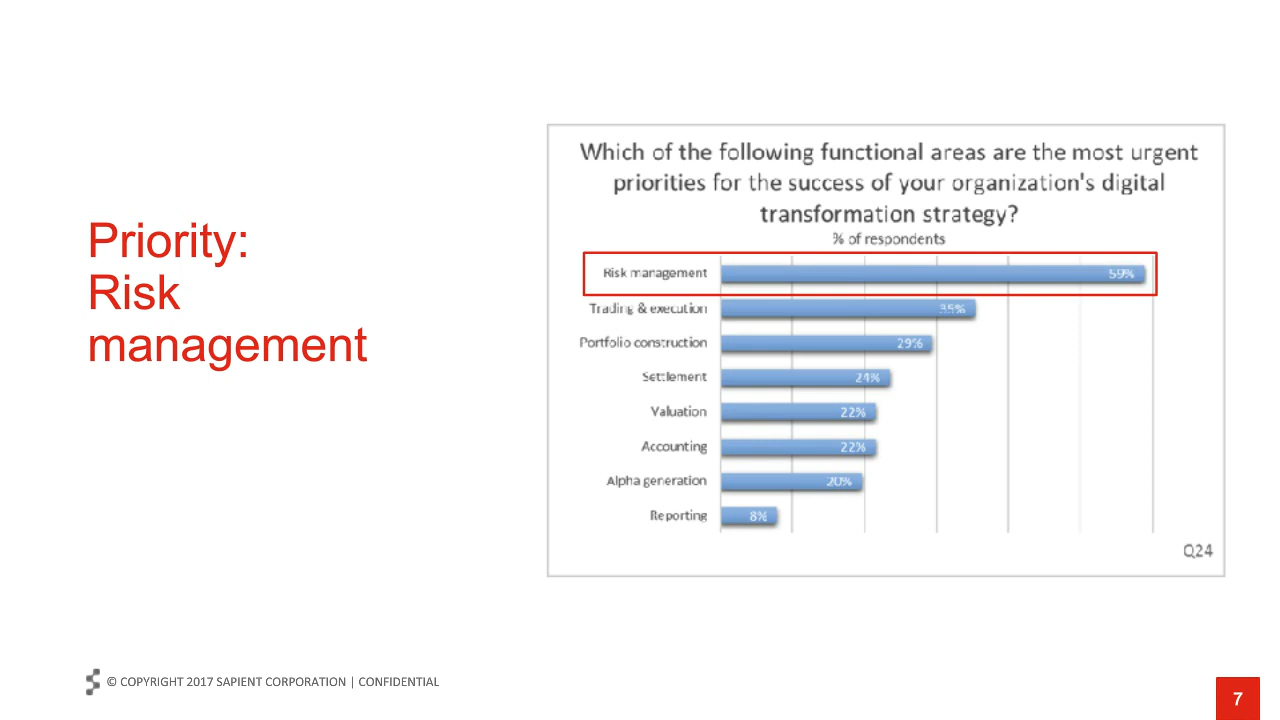 Priority:
Risk
management
Which of the following functional areas are the most urgent
priorities for the success of your organization's digital
transformation strategy?
% of respondents
Risk management 59%
Trading & execution 35%
Portfolio construction 29%
Settlement 24%
Valuation 22%
Accounting 22%
Alpha generation 20%
Reporting 8%
Q24
© COPYRIGHT 2017 SAPIENT CORPORATION | CONFIDENTIAL
7